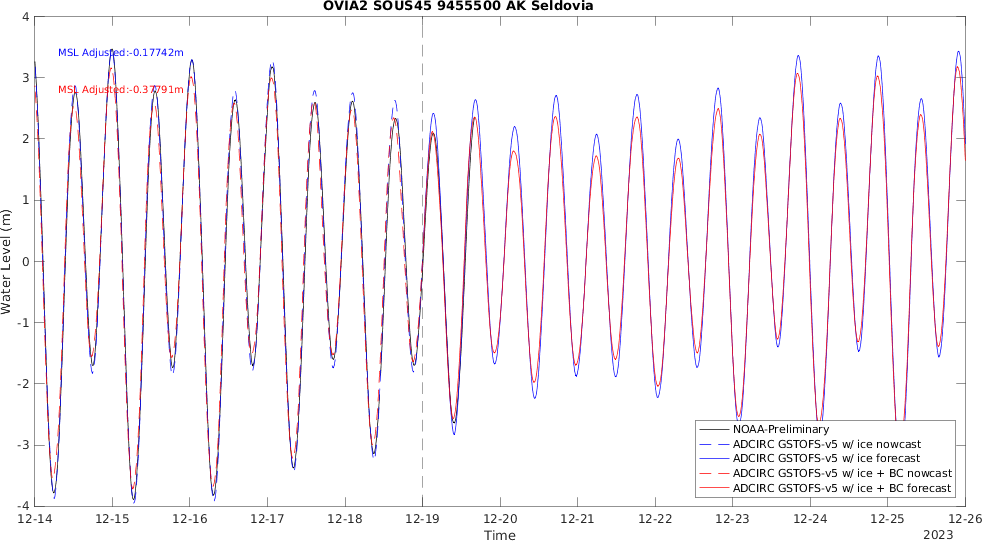 OVIA2 SOUS45 9455500 AK Seldovia
MSL Adjusted:-0.17742m
MSL Adjusted:-0.37791m
Water Level (m)
4
3
2
1
0
-1
-2
-3
-4
NOAA-Preliminary
ADCIRC GSTOFS-v5 w/ ice nowcast
ADCIRC GSTOFS-v5 w/ ice forecast
ADCIRC GSTOFS-v5 w/ ice + BC nowcast
ADCIRC GSTOFS-v5 w/ ice + BC forecast
12-14 12-15 12-16 12-17 12-18 12-19 12-20 12-21 12-22 12-23 12-24 12-25 12-26
Time
2023